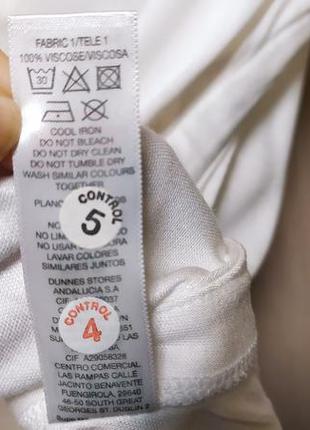 FABRIC 1/TELE 1
100% VISCOSE/VISCOSA
30
COOL IRON
DO NOT BLEACH
DO NOT DRY CLEAN
DO NOT TUMBLE DRY
WASH SIMILAR COLOURS
TOGETHER
CONTROL
5
NO USAR
LAVAR COLORES
SIMILARES JUNTOS
DUNNES STORES
ANDALUCIA S.A
CIF
CONTROL
4
CIF A29058328
CENTRO COMERCIAL
LAS RAMPAS CALLE
JACINTO BENAVENTE
FUENGIROLA, 29640
46-50 SOUTH GREAT
GEORGES ST. DUBLIN 2